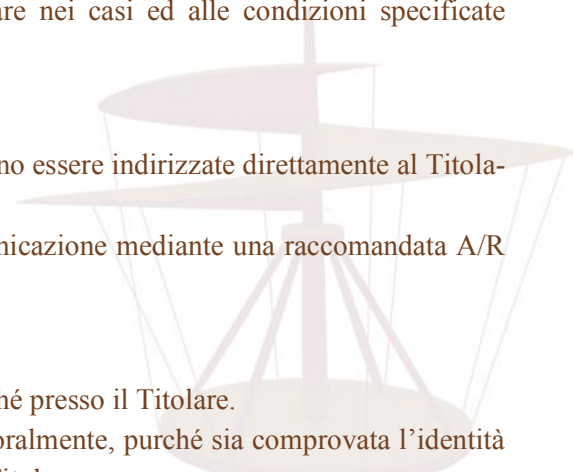 are nei casi ed alle condizioni specificate
no essere indirizzate direttamente al Titola-
nicazione mediante una raccomandata A/R
hé presso il Titolare.
oralmente, purché sia comprovata l’identità